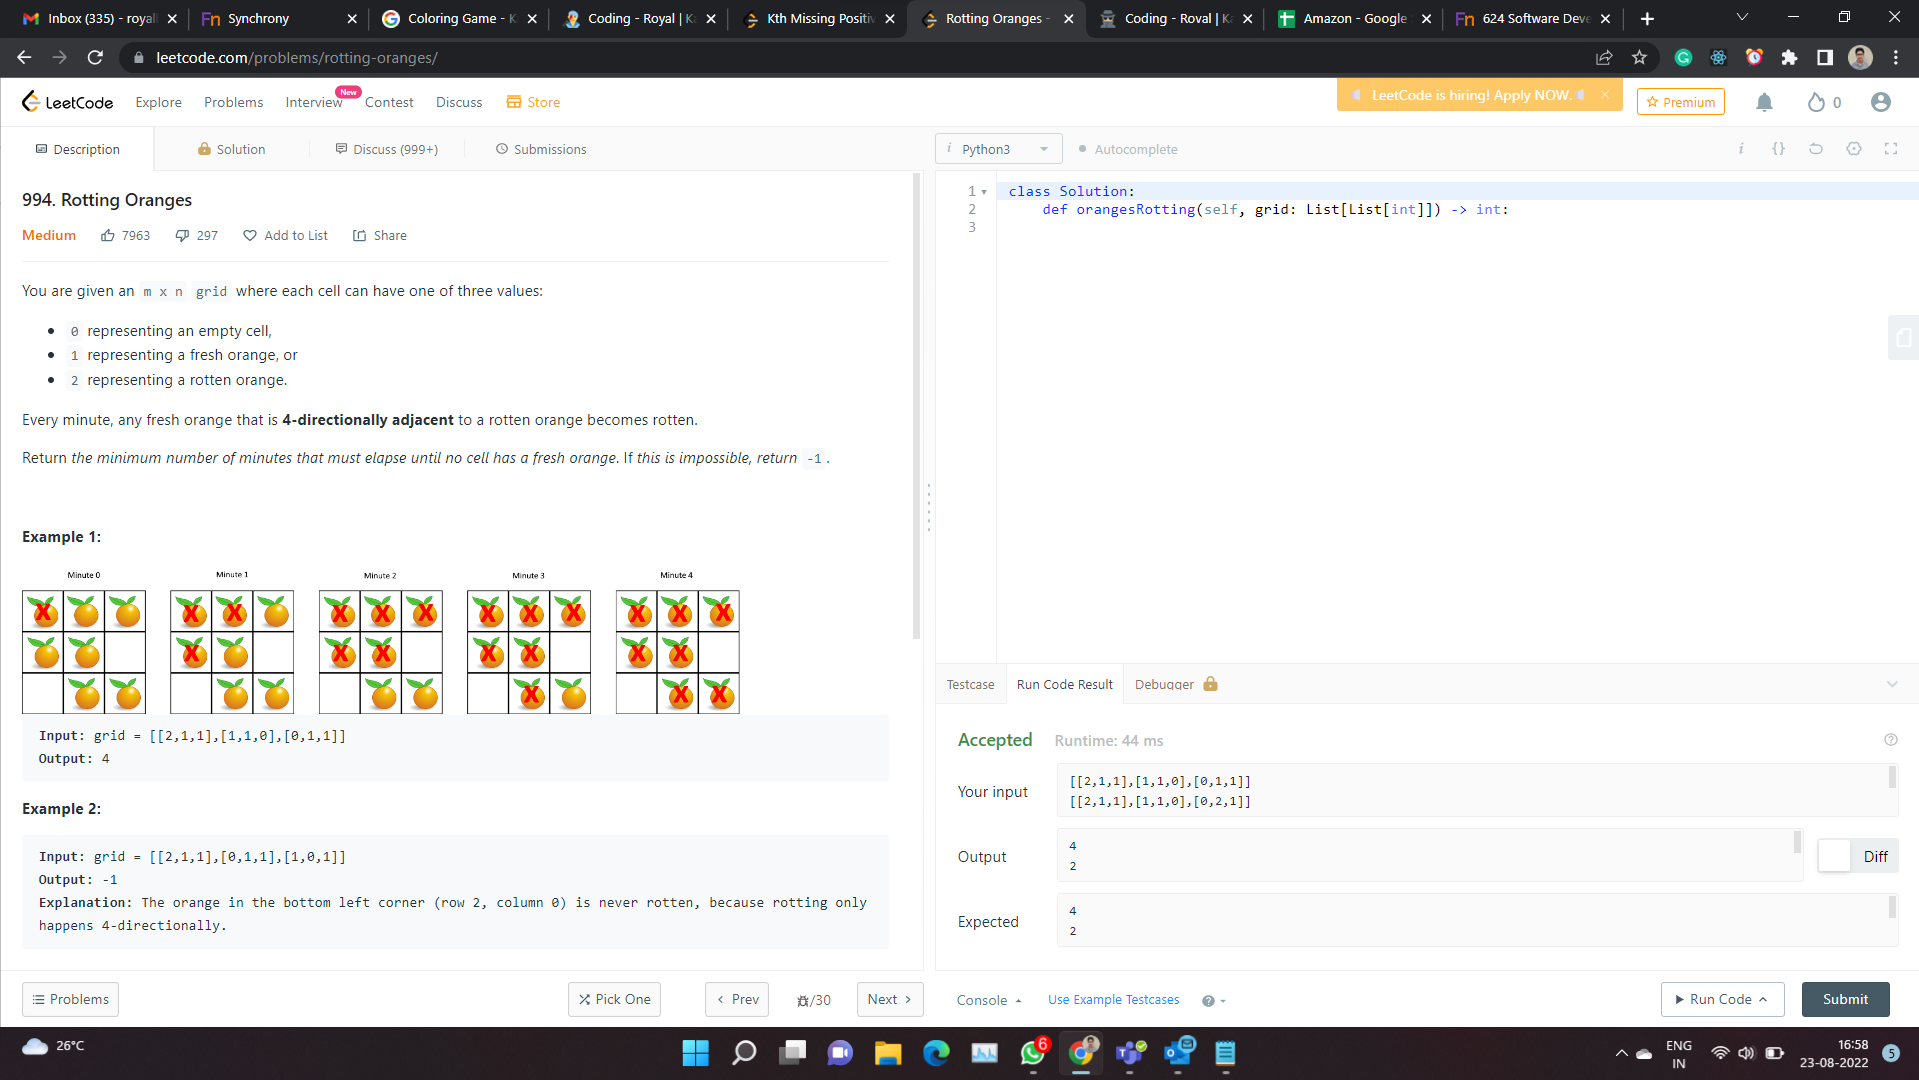 Inbox (335) - royall
Synchrony
Coloring Game - K
Coding - Royal | Ka
Kth Missing Positiv
Rotting Oranges -
Coding - Royal | Ka
Amazon - Google
624 Software Deve
leetcode.com/problems/rotting-oranges/
LeetCode
Explore
Problems
Interview
New
Contest
Discuss
Store
LeetCode is hiring! Apply NOW.
Premium
0
Description
Solution
Discuss (999+)
Submissions
i Python3
Autocomplete
994. Rotting Oranges
Medium
7963
297
Add to List
Share
You are given an m x n grid where each cell can have one of three values:
0 representing an empty cell,
1 representing a fresh orange, or
2 representing a rotten orange.
Every minute, any fresh orange that is 4-directionally adjacent to a rotten orange becomes rotten.
Return the minimum number of minutes that must elapse until no cell has a fresh orange. If this is impossible, return -1.
Example 1:
Minute 0
Minute 1
Minute 2
Minute 3
Minute 4
Input: grid = [[2,1,1],[1,1,0],[0,1,1]]
Output: 4
Example 2:
Input: grid = [[2,1,1],[0,1,1],[1,0,1]]
Output: -1
Explanation: The orange in the bottom left corner (row 2, column 0) is never rotten, because rotting only
happens 4-directionally.
1 class Solution:
2 def orangesRotting(self, grid: List[List[int]]) -> int:
3
Testcase
Run Code Result
Debugger
Accepted
Runtime: 44 ms
Your input
[[2,1,1],[1,1,0],[0,1,1]]
[[2,1,1],[1,1,0],[0,2,1]]
Output
4
2
Diff
Expected
4
2
Problems
Pick One
Prev
/30
Next
Console
Use Example Testcases
Run Code
Submit
26°C
6
ENG
IN
16:58
23-08-2022
5